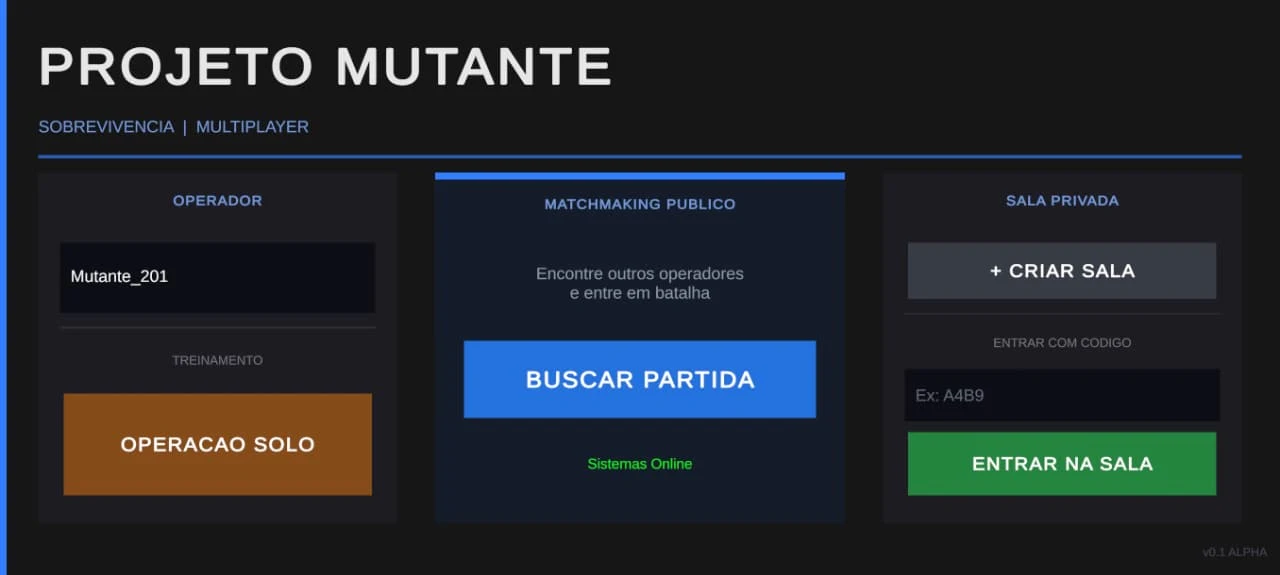 PROJETO MUTANTE
SOBREVIVENCIA | MULTIPLAYER
OPERADOR
Mutante_201
TREINAMENTO
OPERACAO SOLO
MATCHMAKING PUBLICO
Encontre outros operadores
e entre em batalha
BUSCAR PARTIDA
Sistemas Online
SALA PRIVADA
+ CRIAR SALA
ENTRAR COM CODIGO
Ex: A4B9
ENTRAR NA SALA
v0.1 ALPHA